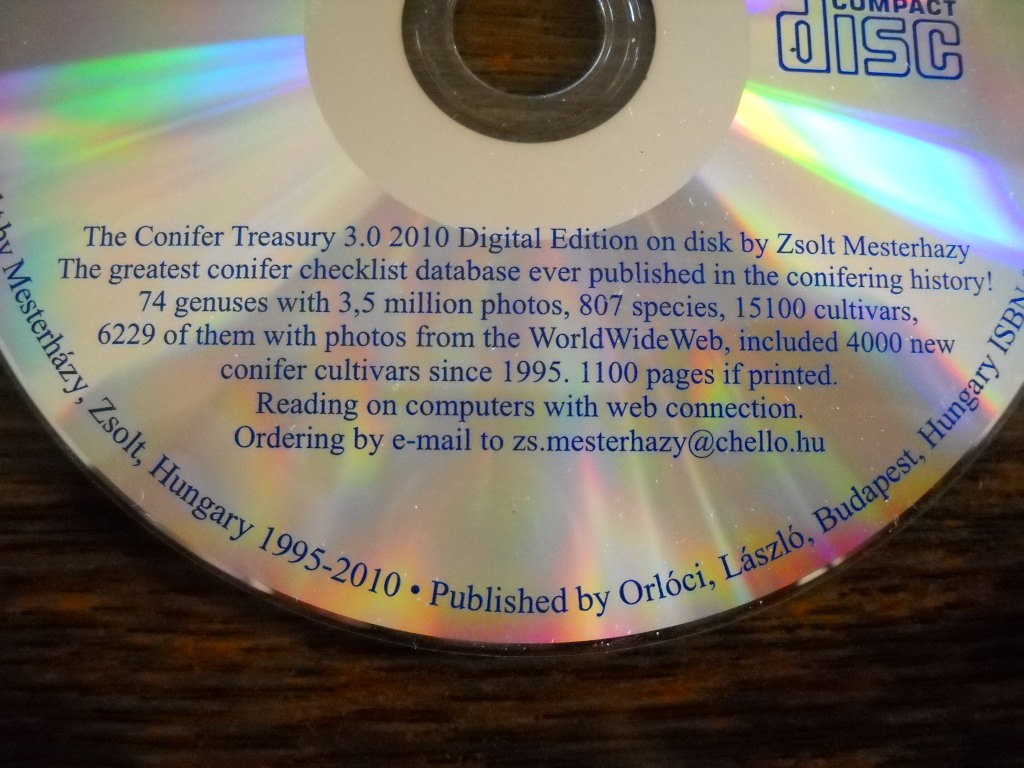 COMPACT
disc
The Conifer Treasury 3.0 2010 Digital Edition on disk by Zsolt Mesterhazy
The greatest conifer checklist database ever published in the conifering history!
74 genuses with 3,5 million photos, 807 species, 15100 cultivars,
6229 of them with photos from the WorldWideWeb, included 4000 new
conifer cultivars since 1995. 1100 pages if printed.
Reading on computers with web connection.
Ordering by e-mail to zs.mesterhazy@chello.hu
by Mesterházy, Zsolt, Hungary 1995-2010 • Published by Orlóci, László, Budapest, Hungary ISBN